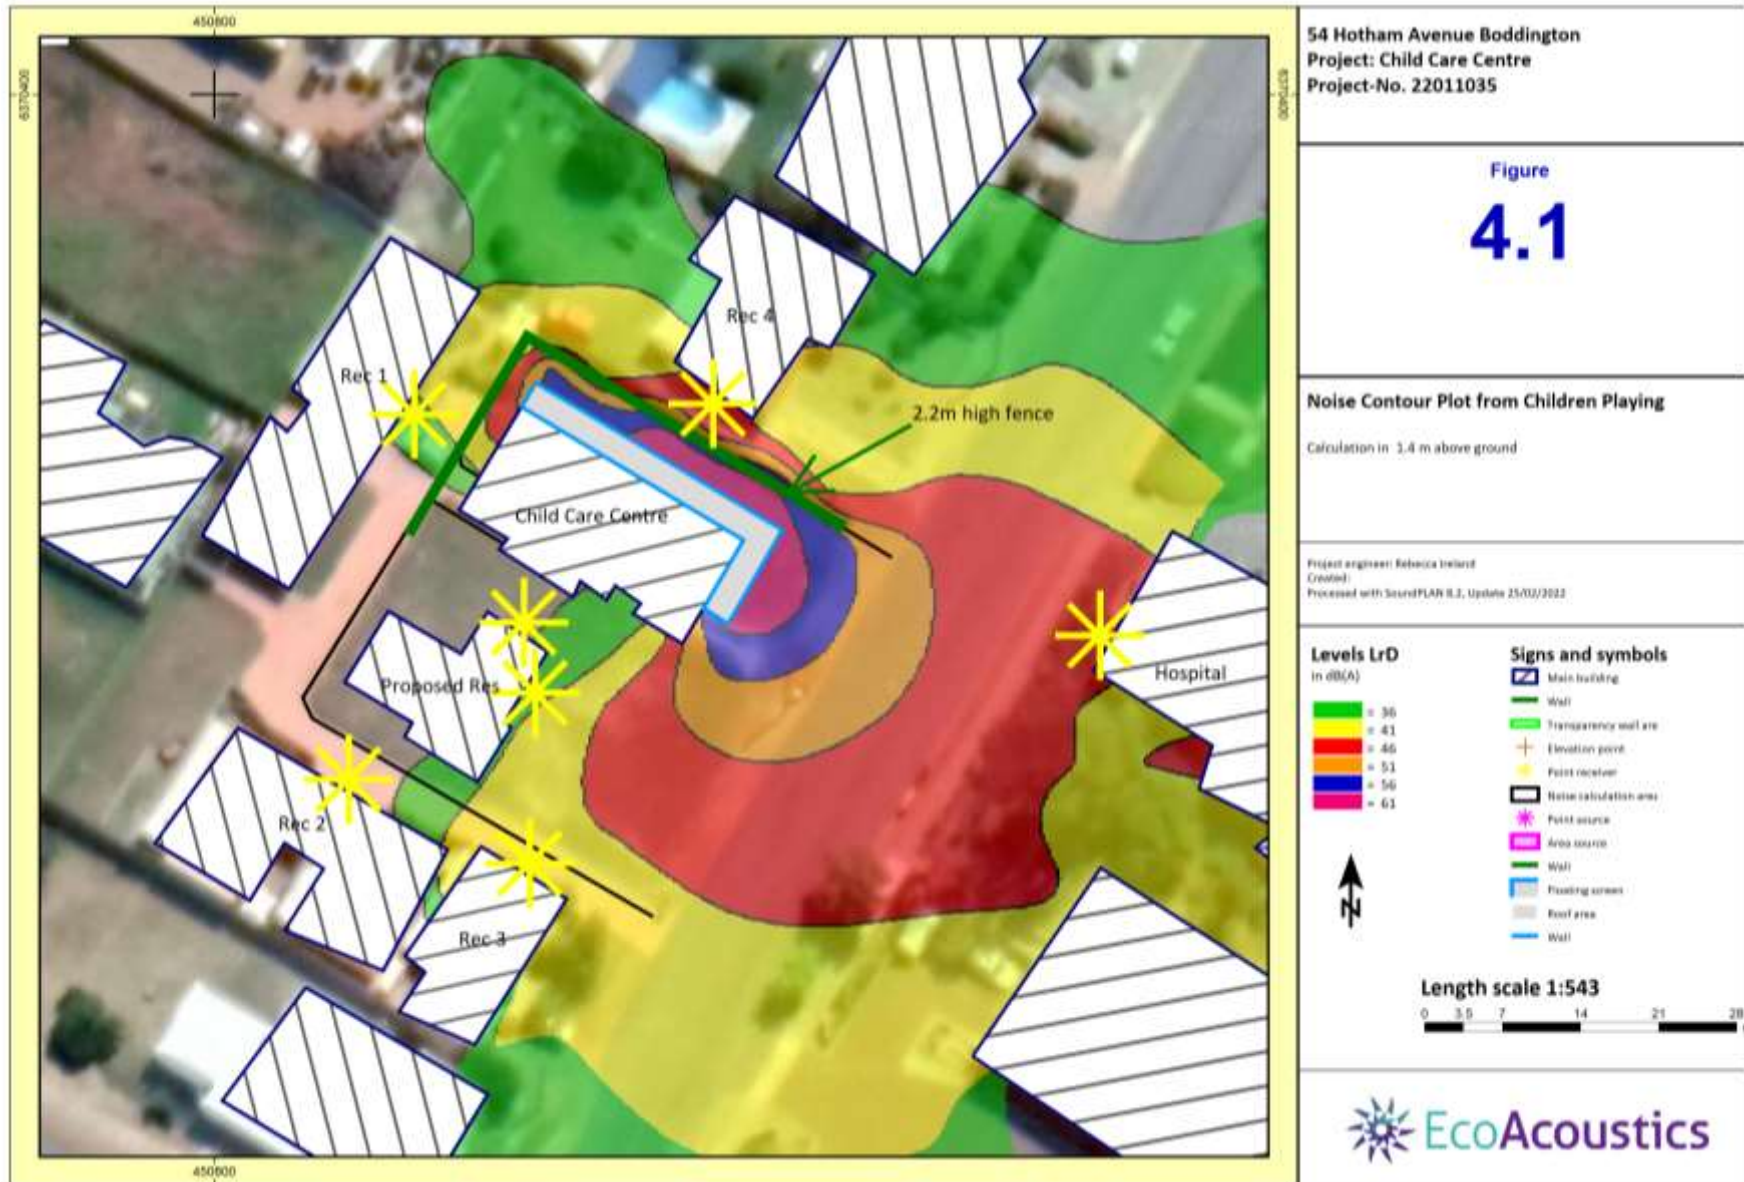 450800
6370400
6370400
Rec 1
Rec 4
2.2m high fence
Child Care Centre
Proposed Res
Hospital
Rec 2
Rec 3
450800
54 Hotham Avenue Boddington
Project: Child Care Centre
Project-No. 22011035
Figure
4.1
Noise Contour Plot from Children Playing
Calculation in 1.4 m above ground
Project engineer: Rebecca Ireland
Created:
Processed with SoundPLAN 8.2, Update 25/02/2022
Levels LrD
in dB(A)
= 36
= 41
= 46
= 51
= 56
= 61
Signs and symbols
Main building
Wall
Transparency wall are
Elevation point
Point receiver
Noise calculation area
Point source
Area source
Wall
Floating screen
Roof area
Wall
N
Length scale 1:543
0 3.5 7 14 21 28
EcoAcoustics